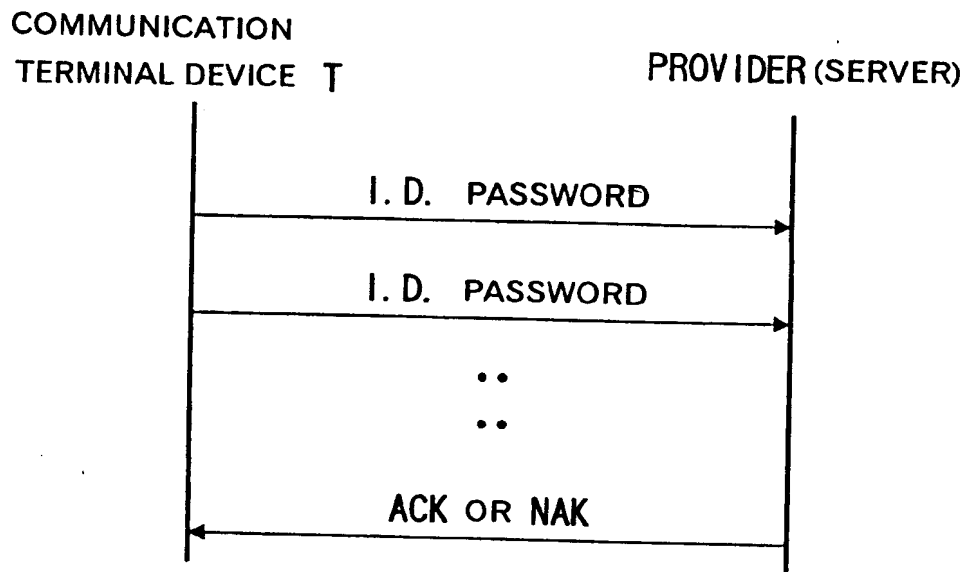 COMMUNICATION
TERMINAL DEVICE T
PROVIDER (SERVER)
I. D. PASSWORD
I. D. PASSWORD
ACK OR NAK